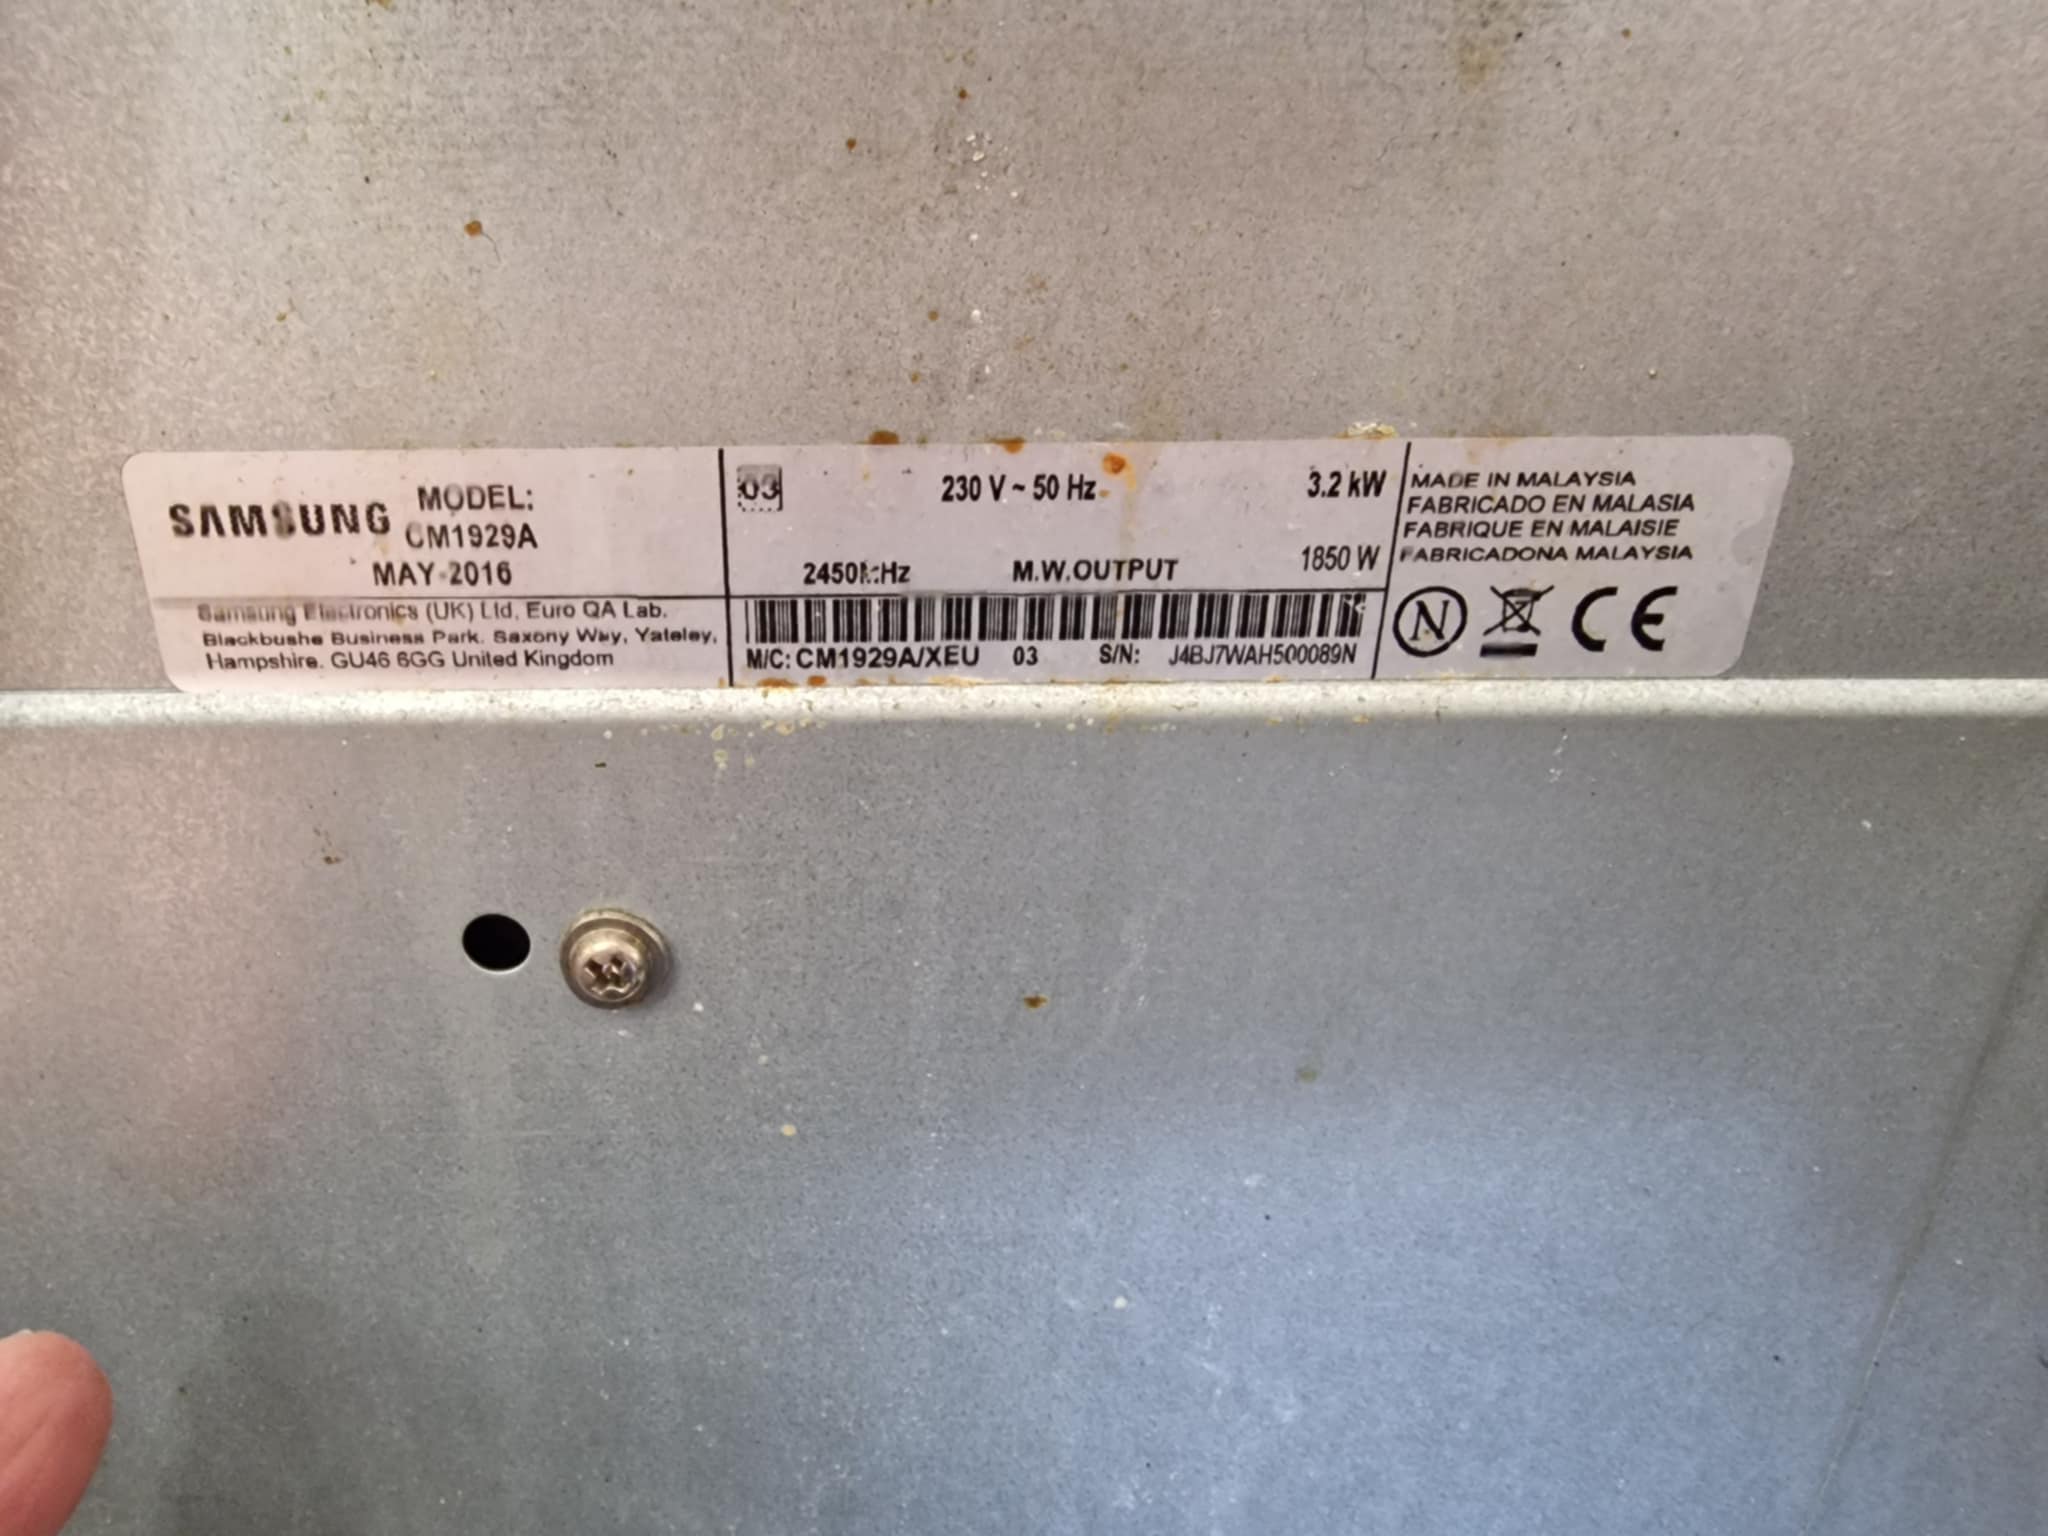 SAMSUNG MODEL:
CM1929A
MAY 2016
Samsung Electronics (UK) Ltd, Euro QA Lab.
Blackbushe Business Park. Saxony Way, Yateley,
Hampshire. GU46 6GG United Kingdom
03 230 V ~ 50 Hz 3.2 kW
2450MHz M.W.OUTPUT 1850 W
M/C: CM1929A/XEU 03 S/N: J4BJ7WAH500089N
MADE IN MALAYSIA
FABRICADO EN MALASIA
FABRIQUE EN MALAISIE
FABRICADONA MALAYSIA
N CE